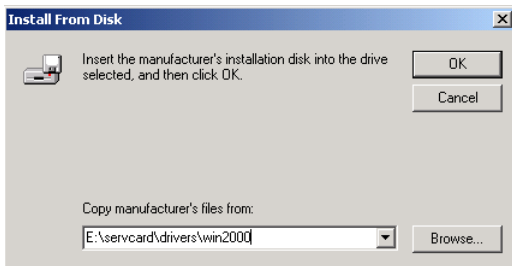 Install From Disk
Insert the manufacturer's installation disk into the drive
selected, and then click OK.
OK
Cancel
Copy manufacturer's files from:
E:\servcard\drivers\win2000
Browse...